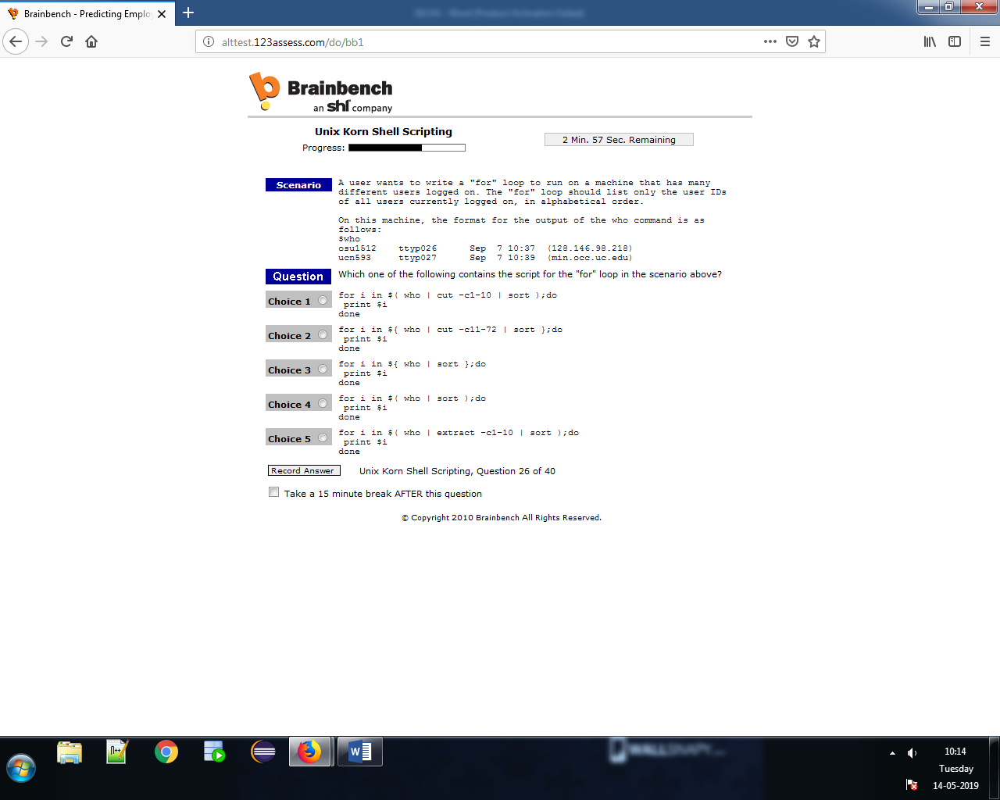 Brainbench - Predicting Emplo
alttest.123assess.com/do/bb1
Brainbench
an shl company
Unix Korn Shell Scripting
Progress:
2 Min. 57 Sec. Remaining
Scenario
A user wants to write a "for" loop to run on a machine that has many
different users logged on. The "for" loop should list only the user IDs
of all users currently logged on, in alphabetical order.
On this machine, the format for the output of the who command is as
follows:
$who
osu1512    ttyp026      Sep  7 10:37  (128.146.98.218)
ucn593     ttyp027      Sep  7 10:39  (min.occ.uc.edu)
Question
Which one of the following contains the script for the "for" loop in the scenario above?
Choice 1
for i in $( who | cut -c1-10 | sort );do
 print $i
done
Choice 2
for i in ${ who | cut -c11-72 | sort };do
 print $i
done
Choice 3
for i in ${ who | sort };do
 print $i
done
Choice 4
for i in $( who | sort );do
 print $i
done
Choice 5
for i in $( who | extract -c1-10 | sort );do
 print $i
done
Record Answer
Unix Korn Shell Scripting, Question 26 of 40
Take a 15 minute break AFTER this question
© Copyright 2010 Brainbench All Rights Reserved.
WALLSNAPY
10:14
Tuesday
14-05-2019